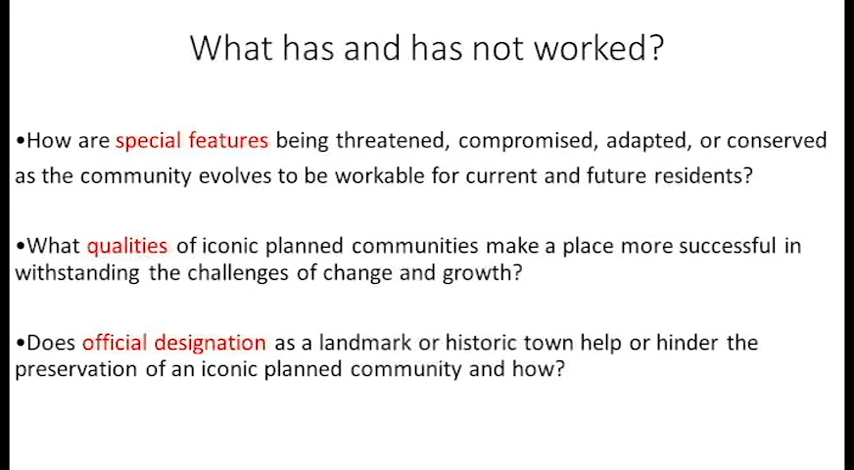 What has and has not worked?
•How are special features being threatened, compromised, adapted, or conserved
as the community evolves to be workable for current and future residents?
•What qualities of iconic planned communities make a place more successful in
withstanding the challenges of change and growth?
•Does official designation as a landmark or historic town help or hinder the
preservation of an iconic planned community and how?